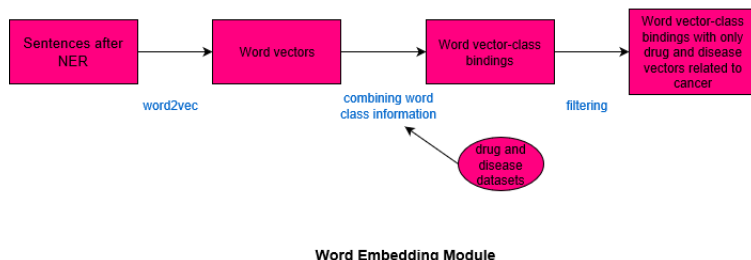 Sentences after
NER
Word vectors
Word vector-class
bindings
Word vector-class
bindings with only
drug and disease
vectors related to
cancer
word2vec
combining word
class information
filtering
drug and
disease
datasets
Word Embedding Module